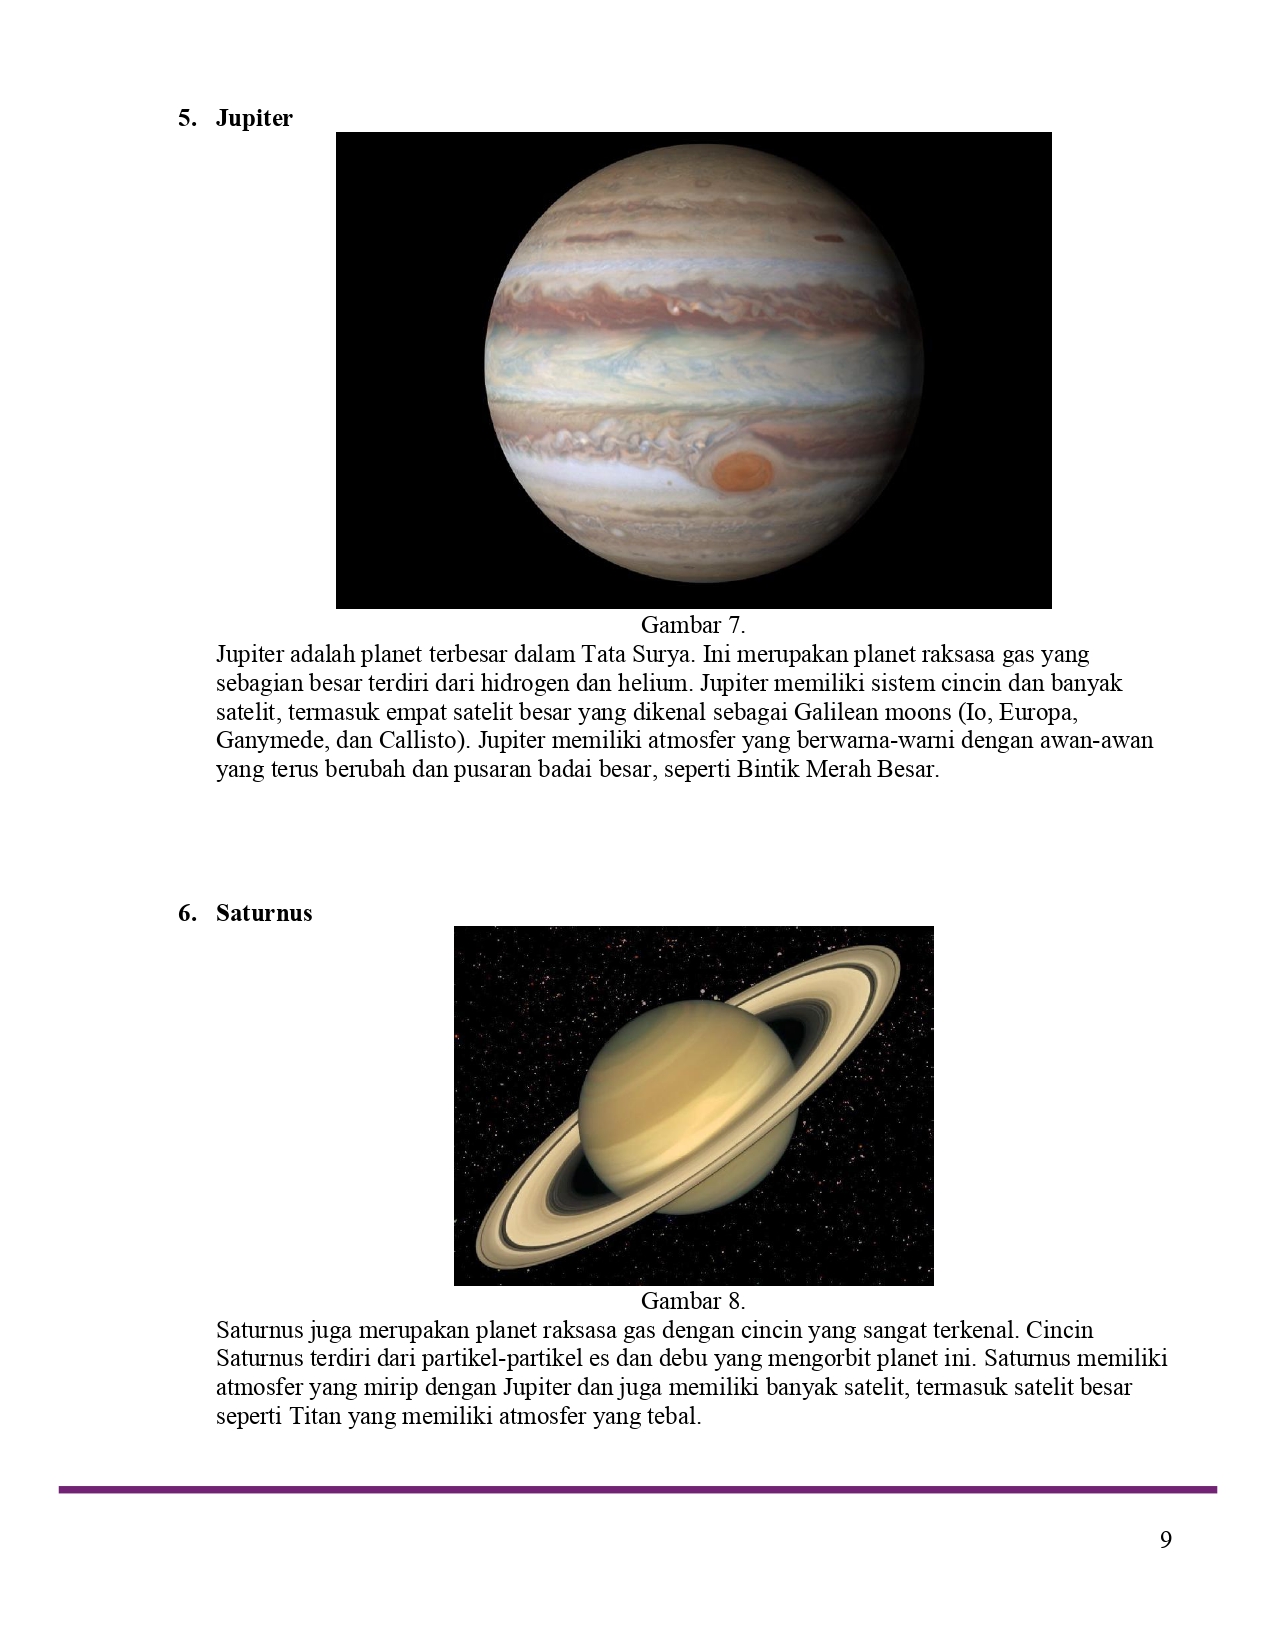 5. Jupiter
Gambar 7.
Jupiter adalah planet terbesar dalam Tata Surya. Ini merupakan planet raksasa gas yang
sebagian besar terdiri dari hidrogen dan helium. Jupiter memiliki sistem cincin dan banyak
satelit, termasuk empat satelit besar yang dikenal sebagai Galilean moons (Io, Europa,
Ganymede, dan Callisto). Jupiter memiliki atmosfer yang berwarna-warni dengan awan-awan
yang terus berubah dan pusaran badai besar, seperti Bintik Merah Besar.
6. Saturnus
Gambar 8.
Saturnus juga merupakan planet raksasa gas dengan cincin yang sangat terkenal. Cincin
Saturnus terdiri dari partikel-partikel es dan debu yang mengorbit planet ini. Saturnus memiliki
atmosfer yang mirip dengan Jupiter dan juga memiliki banyak satelit, termasuk satelit besar
seperti Titan yang memiliki atmosfer yang tebal.
9